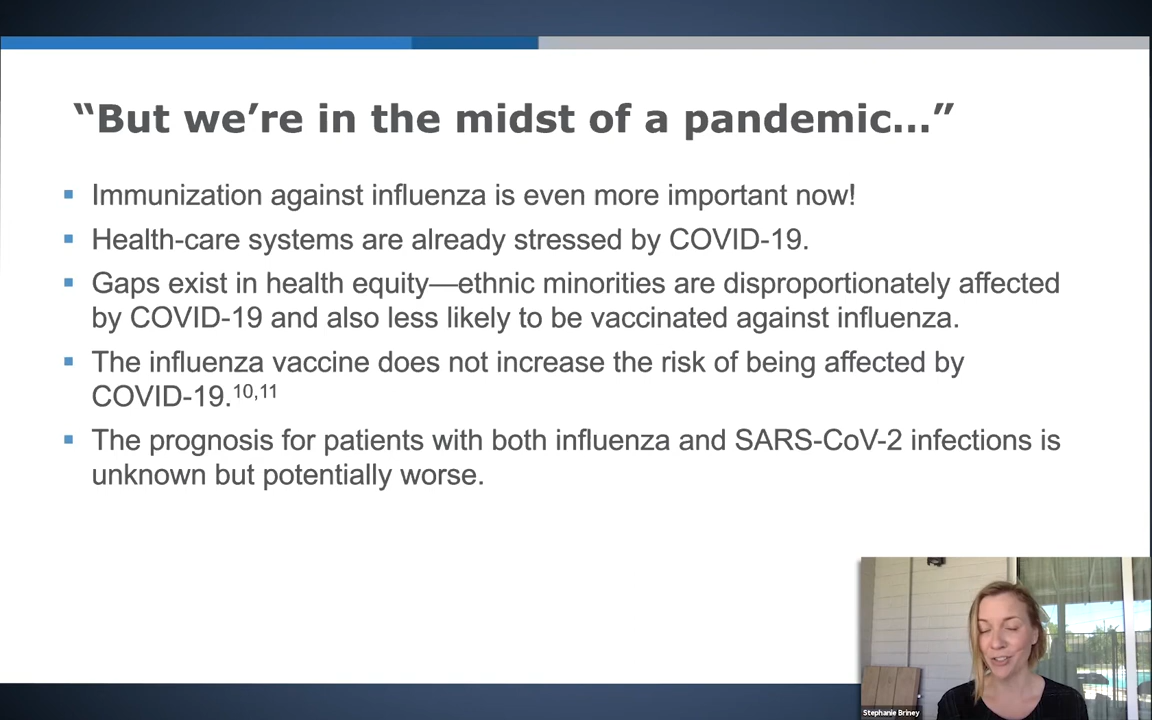 “But we’re in the midst of a pandemic…”
▪ Immunization against influenza is even more important now!
▪ Health-care systems are already stressed by COVID-19.
▪ Gaps exist in health equity—ethnic minorities are disproportionately affected
by COVID-19 and also less likely to be vaccinated against influenza.
▪ The influenza vaccine does not increase the risk of being affected by
COVID-19.10,11
▪ The prognosis for patients with both influenza and SARS-CoV-2 infections is
unknown but potentially worse.
Stephanie Briney